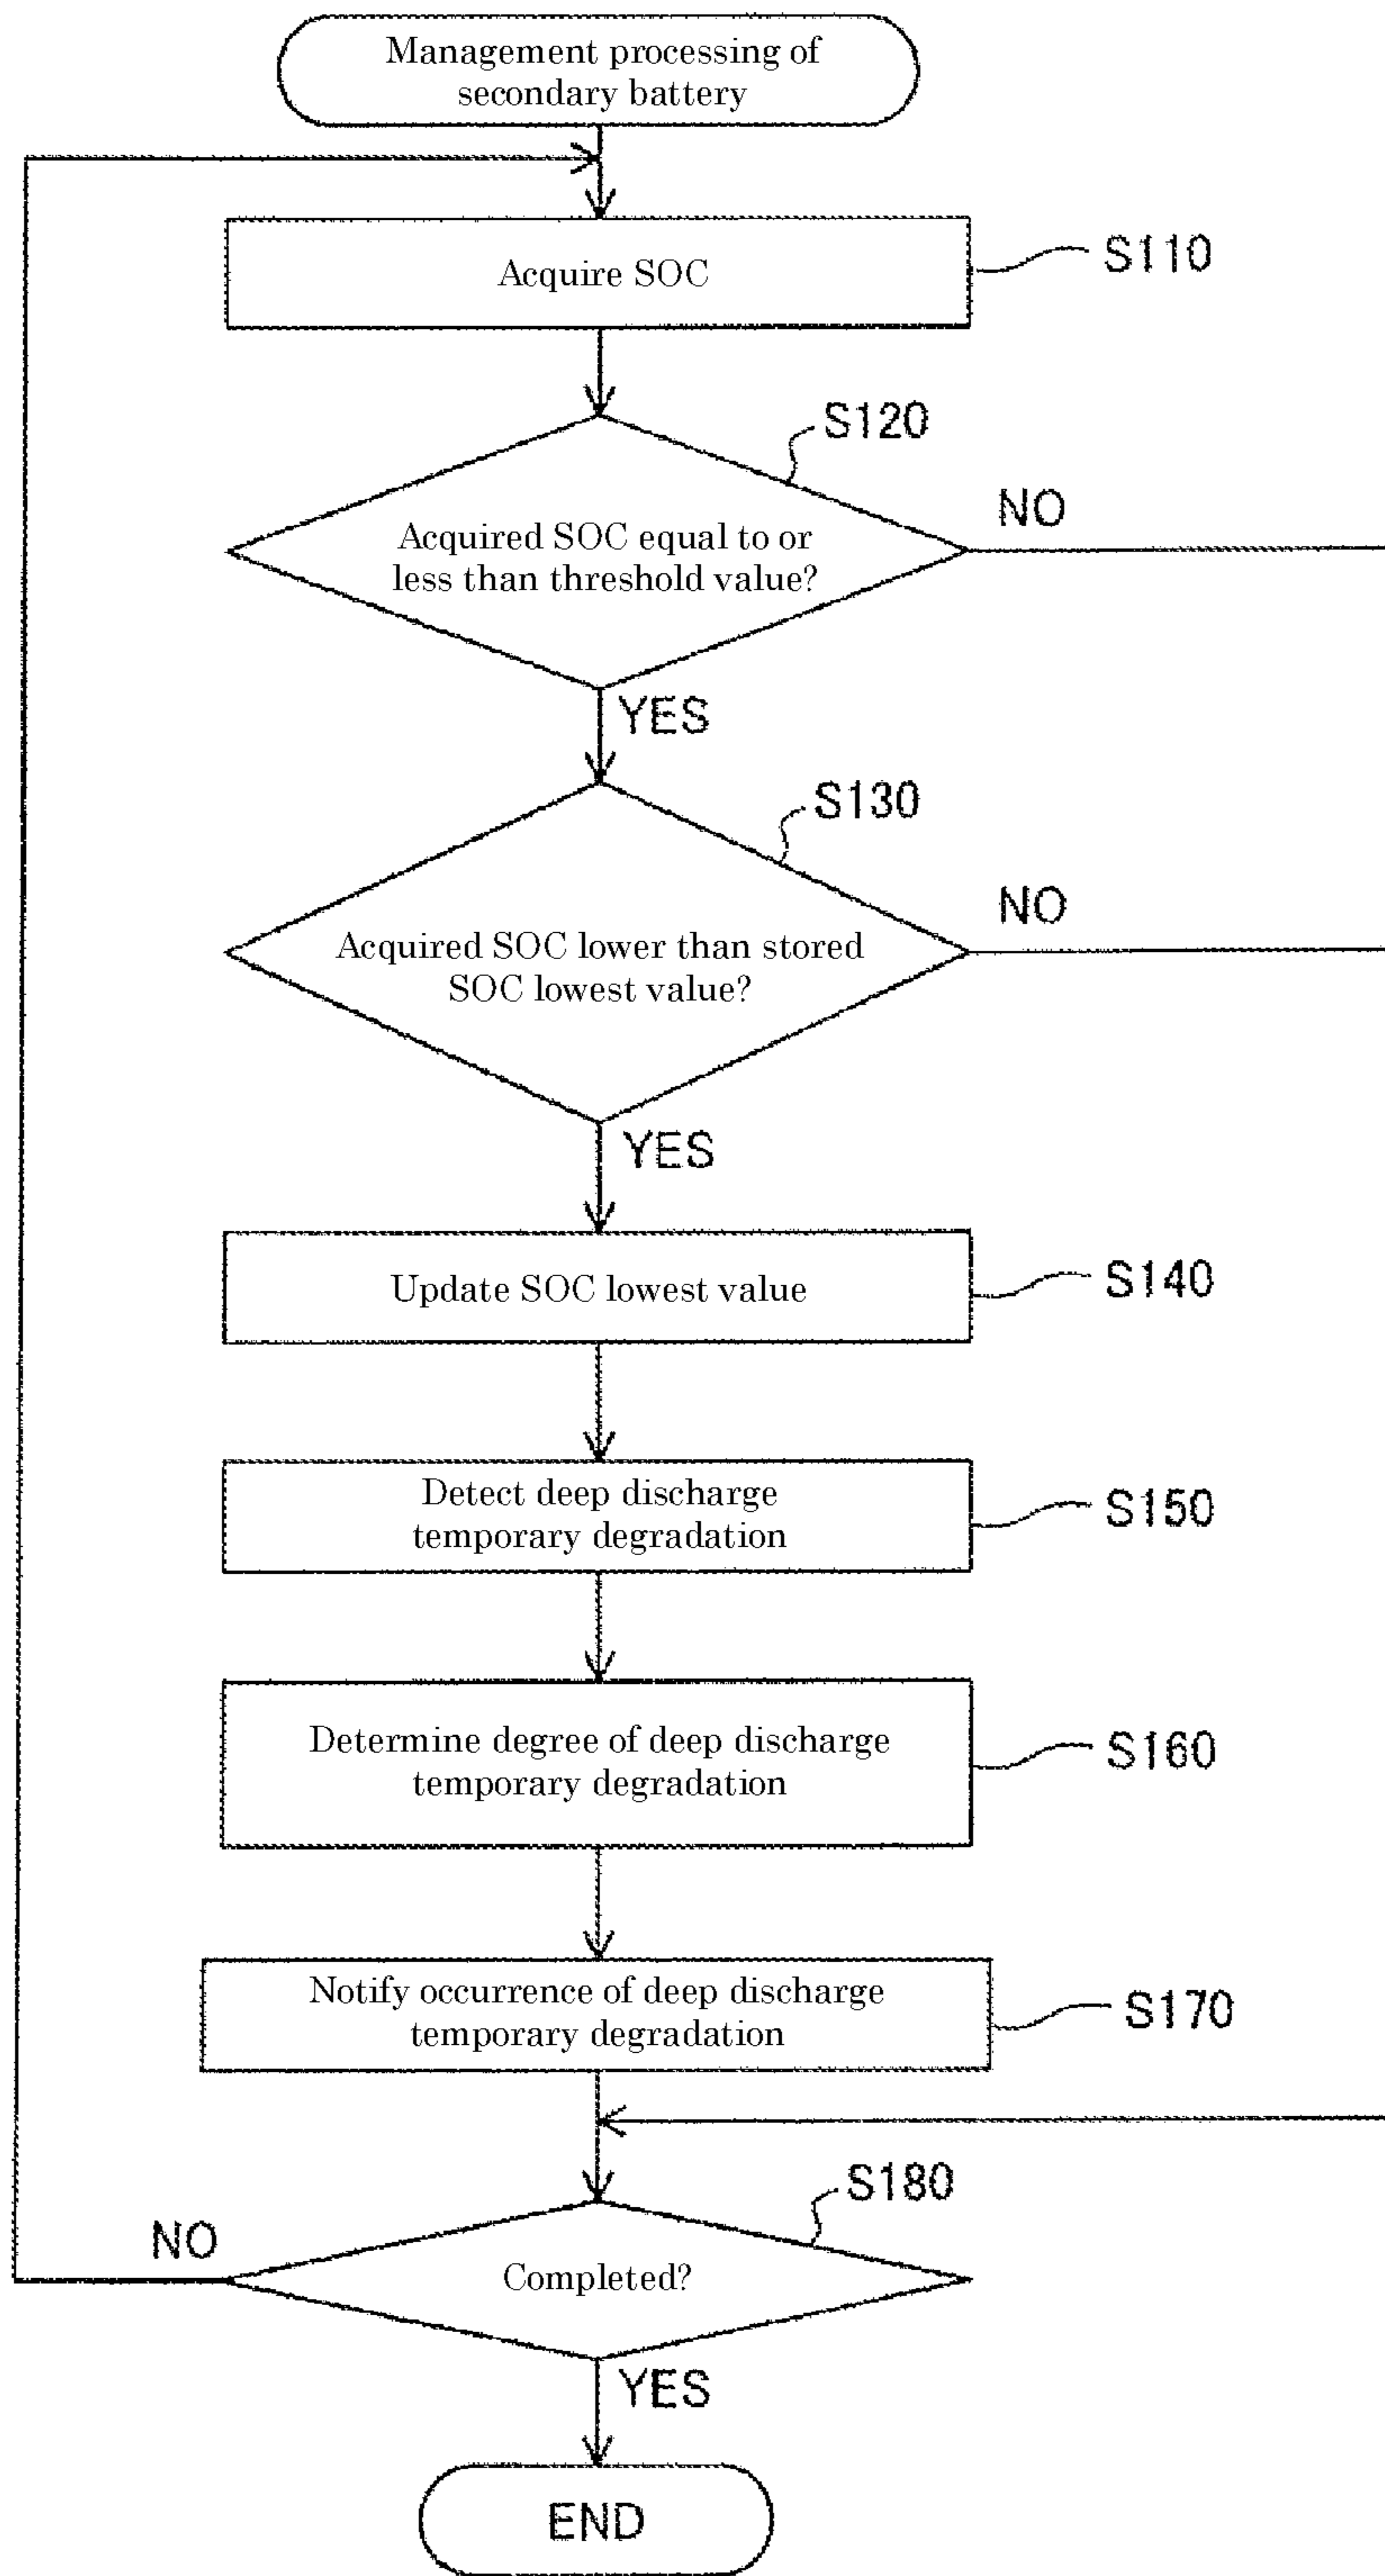 Management processing of
secondary battery
Acquire SOC
S110
S120
Acquired SOC equal to or
less than threshold value?
NO
YES
S130
Acquired SOC lower than stored
SOC lowest value?
NO
YES
Update SOC lowest value
S140
Detect deep discharge
temporary degradation
S150
Determine degree of deep discharge
temporary degradation
S160
Notify occurrence of deep discharge
temporary degradation
S170
S180
Completed?
NO
YES
END